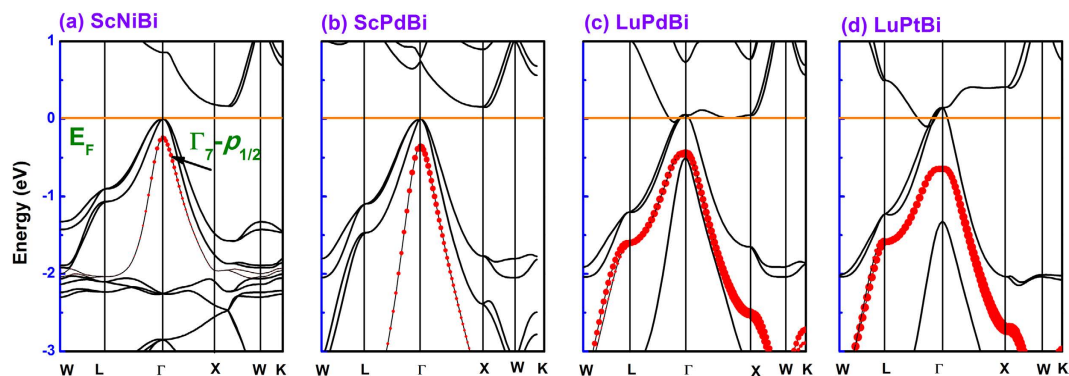 (a) ScNiBi (b) ScPdBi (c) LuPdBi (d) LuPtBi
Energy (eV)
1
0
-1
-2
-3
E_F
Γ₇-p₁/₂
W L Γ X W K
W L Γ X W K
W L Γ X W K
W L Γ X W K